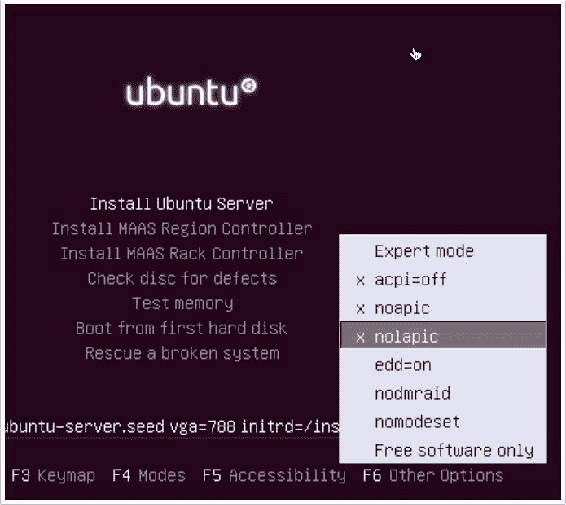 ubuntu
Install Ubuntu Server
Install MAAS Region Controller
Install MAAS Rack Controller
Check disc for defects
Test memory
Boot from first hard disk
Rescue a broken system
Expert mode
x acpi=off
x noapic
x nolapic
edd=on
nodmraid
nomodeset
Free software only
ubuntu-server.seed vga=788 initrd=/ins
F3 Keymap F4 Modes F5 Accessibility F6 Other Options